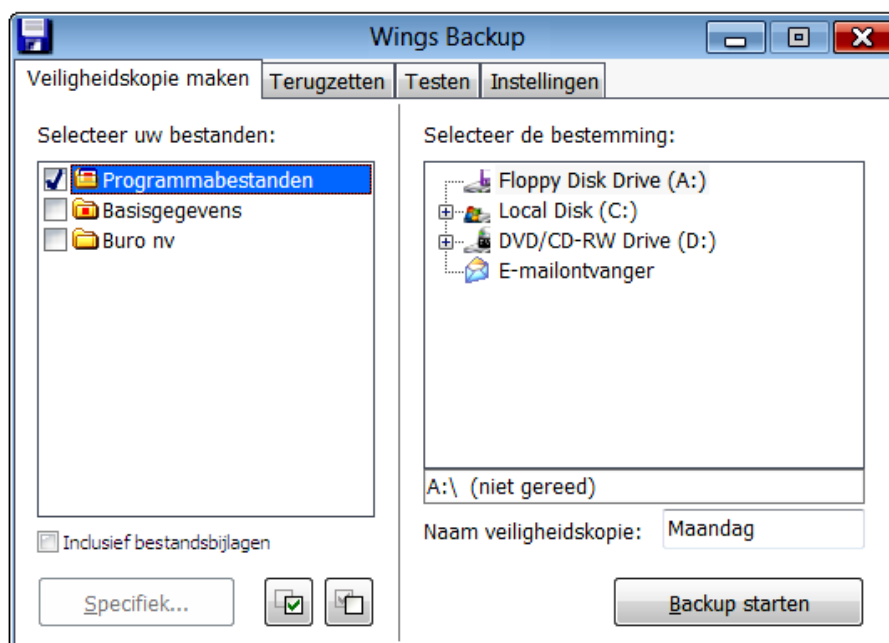 Wings Backup
Veiligheidskopie maken
Terugzetten
Testen
Instellingen
Selecteer uw bestanden:
Programmabestanden
Basisgegevens
Buro nv
Inclusief bestandsbijlagen
Specifiek...
Selecteer de bestemming:
Floppy Disk Drive (A:)
Local Disk (C:)
DVD/CD-RW Drive (D:)
E-mailontvanger
A:\ (niet gereed)
Naam veiligheidskopie: Maandag
Backup starten